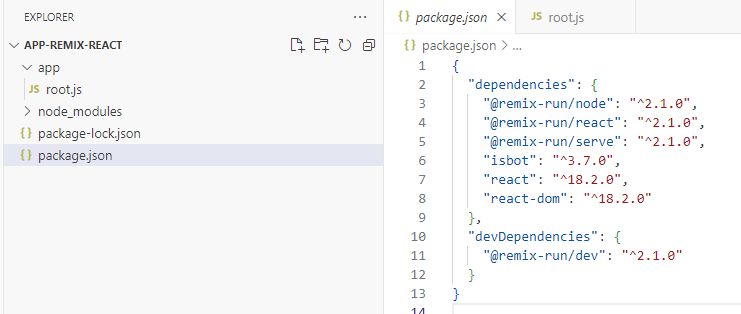 EXPLORER
APP-REMIX-REACT
app
JS root.js
node_modules
{} package-lock.json
{} package.json
{} package.json
JS root.js
{} package.json > ...
1 {
2 "dependencies": {
3 "@remix-run/node": "^2.1.0",
4 "@remix-run/react": "^2.1.0",
5 "@remix-run/serve": "^2.1.0",
6 "isbot": "^3.7.0",
7 "react": "^18.2.0",
8 "react-dom": "^18.2.0"
9 },
10 "devDependencies": {
11 "@remix-run/dev": "^2.1.0"
12 }
13 }
14